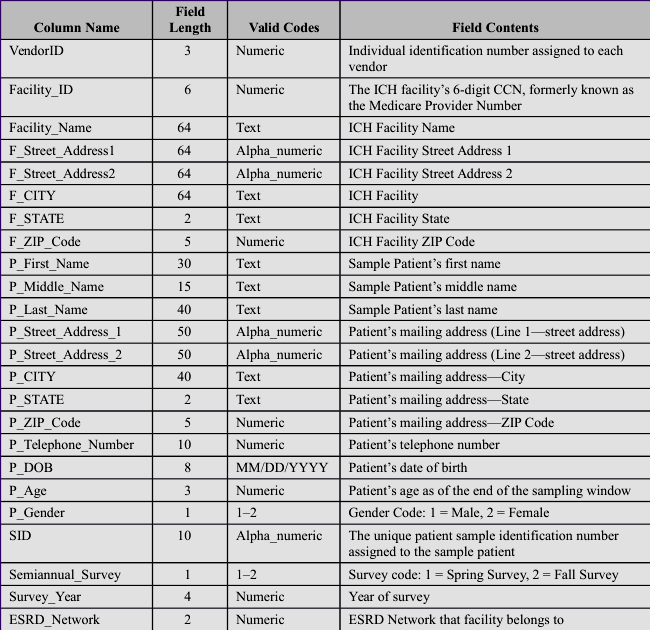 Column Name Field Length Valid Codes Field Contents
VendorID 3 Numeric Individual identification number assigned to each
vendor
Facility_ID 6 Numeric The ICH facility's 6-digit CCN, formerly known as
the Medicare Provider Number
Facility_Name 64 Text ICH Facility Name
F_Street_Address1 64 Alpha_numeric ICH Facility Street Address 1
F_Street_Address2 64 Alpha_numeric ICH Facility Street Address 2
F_CITY 64 Text ICH Facility
F_STATE 2 Text ICH Facility State
F_ZIP_Code 5 Numeric ICH Facility ZIP Code
P_First_Name 30 Text Sample Patient's first name
P_Middle_Name 15 Text Sample Patient's middle name
P_Last_Name 40 Text Sample Patient's last name
P_Street_Address_1 50 Alpha_numeric Patient's mailing address (Line 1—street address)
P_Street_Address_2 50 Alpha_numeric Patient's mailing address (Line 2—street address)
P_CITY 40 Text Patient's mailing address—City
P_STATE 2 Text Patient's mailing address—State
P_ZIP_Code 5 Numeric Patient's mailing address—ZIP Code
P_Telephone_Number 10 Numeric Patient's telephone number
P_DOB 8 MM/DD/YYYY Patient's date of birth
P_Age 3 Numeric Patient's age as of the end of the sampling window
P_Gender 1 1–2 Gender Code: 1 = Male, 2 = Female
SID 10 Alpha_numeric The unique patient sample identification number
assigned to the sample patient
Semiannual_Survey 1 1–2 Survey code: 1 = Spring Survey, 2 = Fall Survey
Survey_Year 4 Numeric Year of survey
ESRD_Network 2 Numeric ESRD Network that facility belongs to